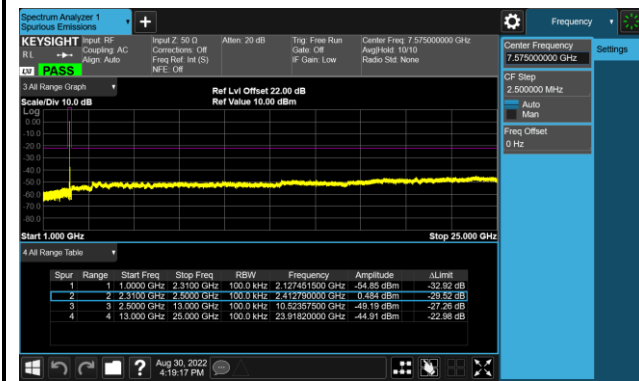 Spectrum Analyzer 1
Spurious Emissions
Frequency
KEYSIGHT Input: RF
RL Coupling: AC
Align: Auto
LXI PASS
Input Z: 50 Ω
Corrections: Off
Freq Ref: Int (S)
NFE: Off
Atten: 20 dB
Trig: Free Run
Gate: Off
IF Gain: Low
Center Freq: 7.575000000 GHz
Avg|Hold: 10/10
Radio Std: None
Center Frequency
7.575000000 GHz
Settings
CF Step
2.500000 MHz
Auto
Man
Freq Offset
0 Hz
3 All Range Graph
Scale/Div 10.0 dB
Ref Lvl Offset 22.00 dB
Ref Value 10.00 dBm
Log
0.00
-10.0
-20.0
-30.0
-40.0
-50.0
-60.0
-70.0
-80.0
Start 1.000 GHz Stop 25.000 GHz
4 All Range Table
Spur Range Start Freq Stop Freq RBW Frequency Amplitude ΔLimit
1 1 1.0000 GHz 2.3100 GHz 100.0 kHz 2.127451500 GHz -54.85 dBm -32.92 dB
2 2 2.3100 GHz 2.5000 GHz 100.0 kHz 2.412790000 GHz 0.484 dBm -29.52 dB
3 3 2.5000 GHz 13.000 GHz 100.0 kHz 10.52357500 GHz -49.19 dBm -27.26 dB
4 4 13.000 GHz 25.000 GHz 100.0 kHz 23.91820000 GHz -44.91 dBm -22.98 dB
Aug 30, 2022
4:19:17 PM